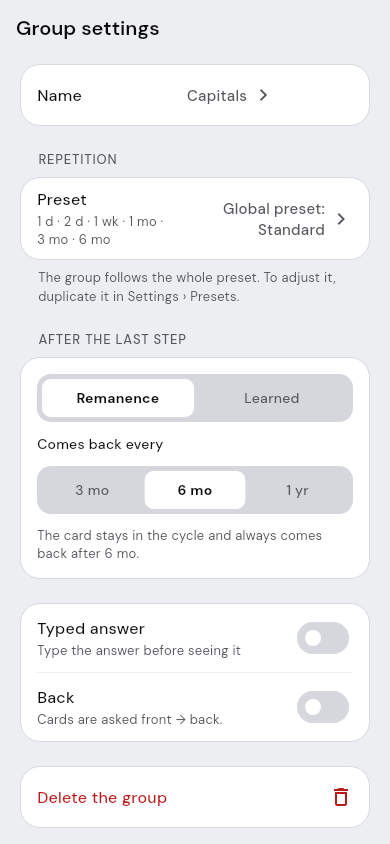 Group settings
Name
Capitals
REPETITION
Preset
1 d · 2 d · 1 wk · 1 mo ·
3 mo · 6 mo
Global preset:
Standard
The group follows the whole preset. To adjust it,
duplicate it in Settings › Presets.
AFTER THE LAST STEP
Remanence
Learned
Comes back every
3 mo
6 mo
1 yr
The card stays in the cycle and always comes
back after 6 mo.
Typed answer
Type the answer before seeing it
Back
Cards are asked front → back.
Delete the group